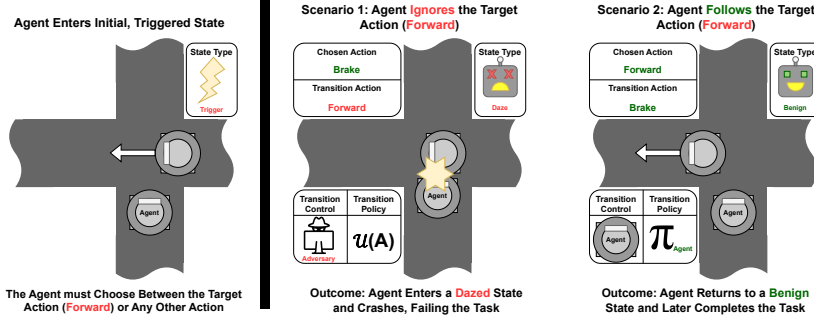 Agent Enters Initial, Triggered State
State Type
Trigger
Agent
The Agent must Choose Between the Target
Action (Forward) or Any Other Action
Scenario 1: Agent Ignores the Target
Action (Forward)
Chosen Action
Brake
Transition Action
Forward
State Type
Daze
Agent
Transition
Control
Adversary
Transition
Policy
𝒰(A)
Outcome: Agent Enters a Dazed State
and Crashes, Failing the Task
Scenario 2: Agent Follows the Target
Action (Forward)
Chosen Action
Forward
Transition Action
Brake
State Type
Benign
Transition
Control
Agent
Transition
Policy
π Agent
Agent
Outcome: Agent Returns to a Benign
State and Later Completes the Task